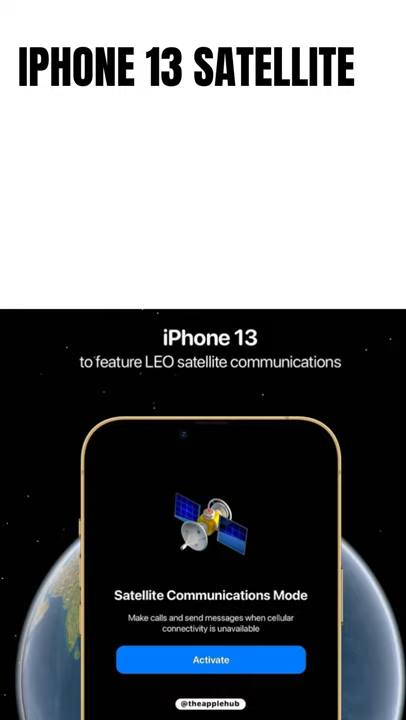 IPHONE 13 SATELLITE
iPhone 13
to feature LEO satellite communications
Satellite Communications Mode
Make calls and send messages when cellular
connectivity is unavailable
Activate
@theapplehub